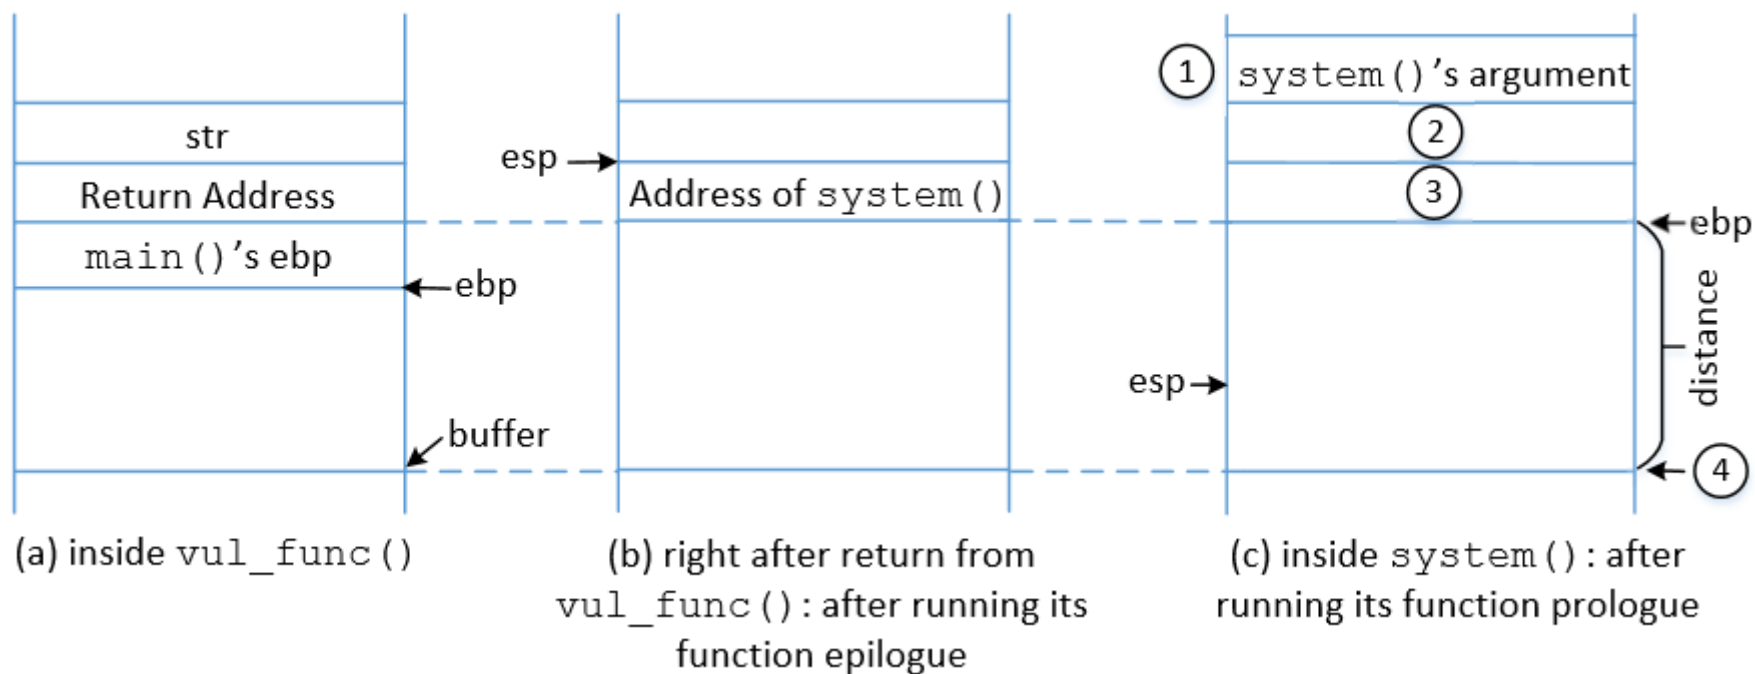 str
Return Address
main()'s ebp
ebp
buffer
(a) inside vul_func()
esp
Address of system()
(b) right after return from
vul_func(): after running its
function epilogue
1
system()'s argument
2
3
ebp
distance
esp
4
(c) inside system(): after
running its function prologue